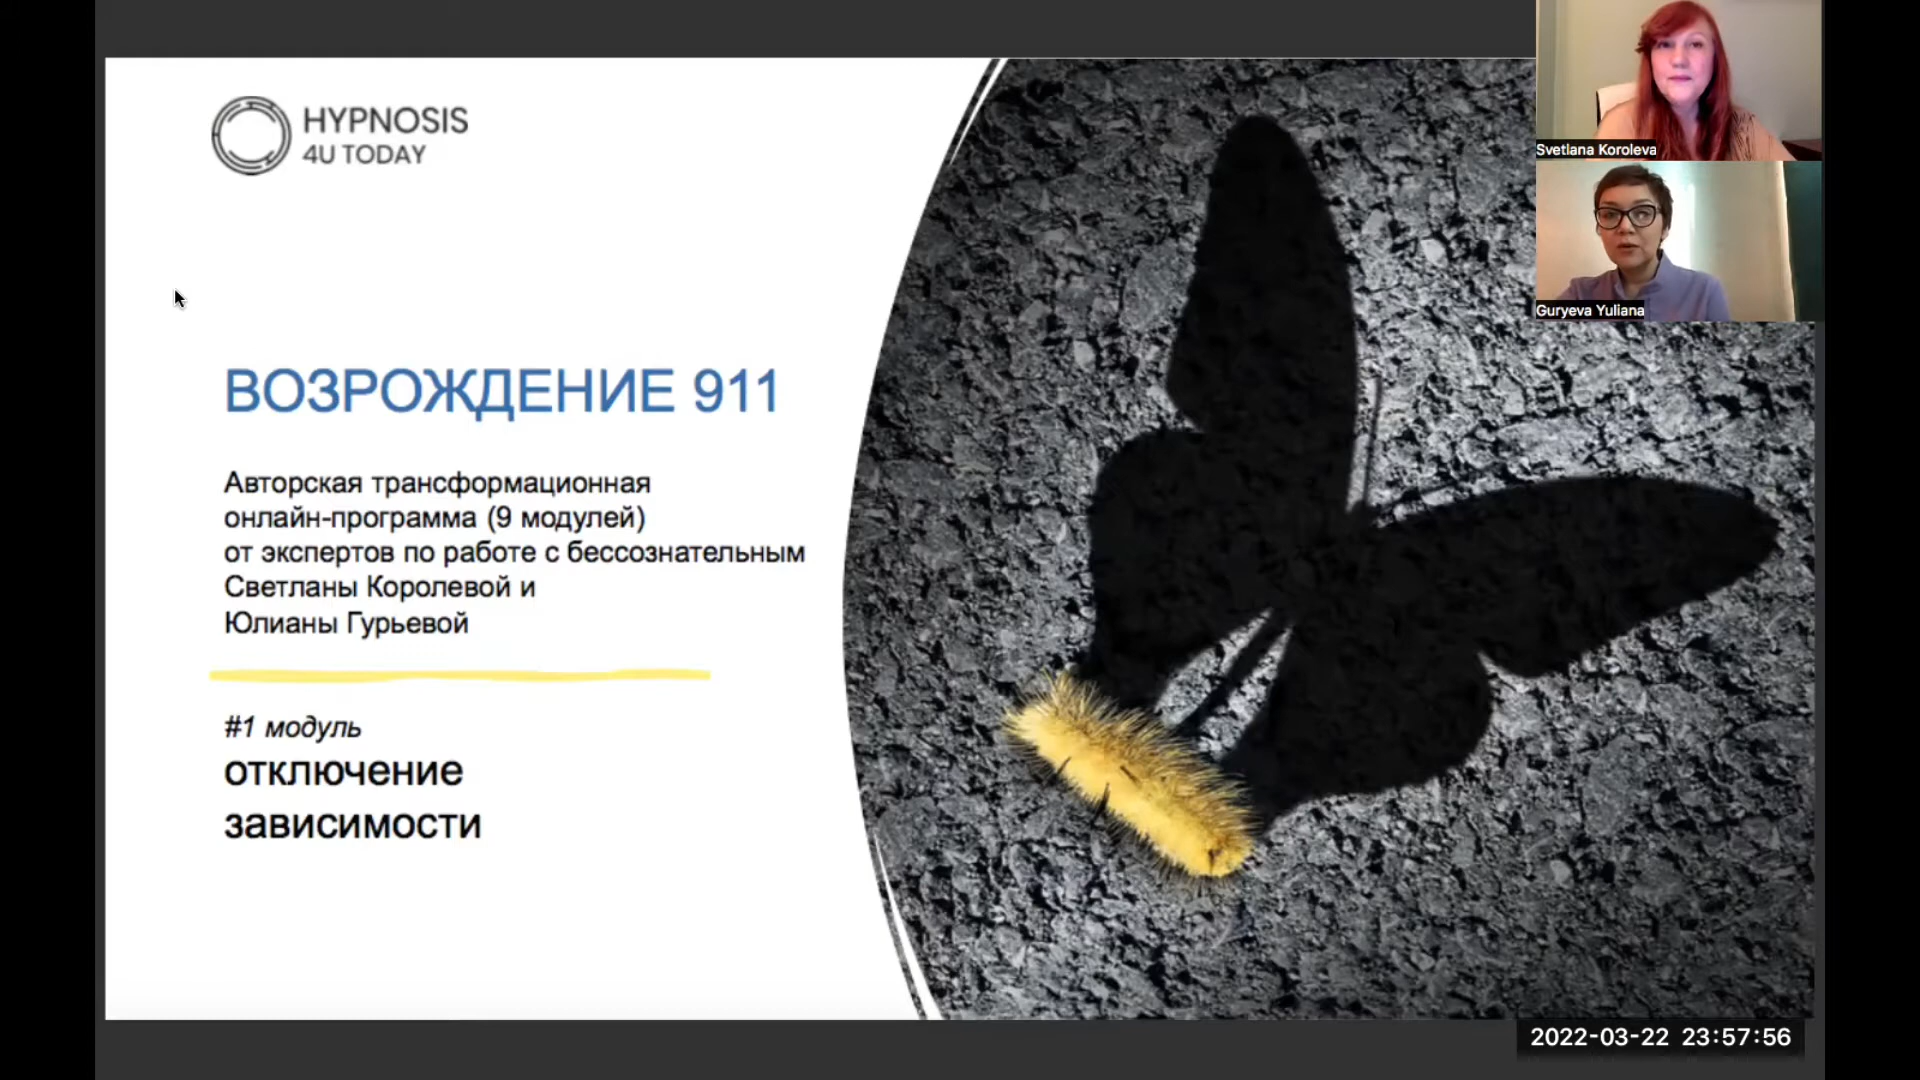 HYPNOSIS
4U TODAY
ВОЗРОЖДЕНИЕ 911
Авторская трансформационная
онлайн-программа (9 модулей)
от экспертов по работе с бессознательным
Светланы Королевой и
Юлианы Гурьевой
#1 модуль
отключение
зависимости
Svetlana Koroleva
Guryeva Yuliana
2022-03-22 23:57:56